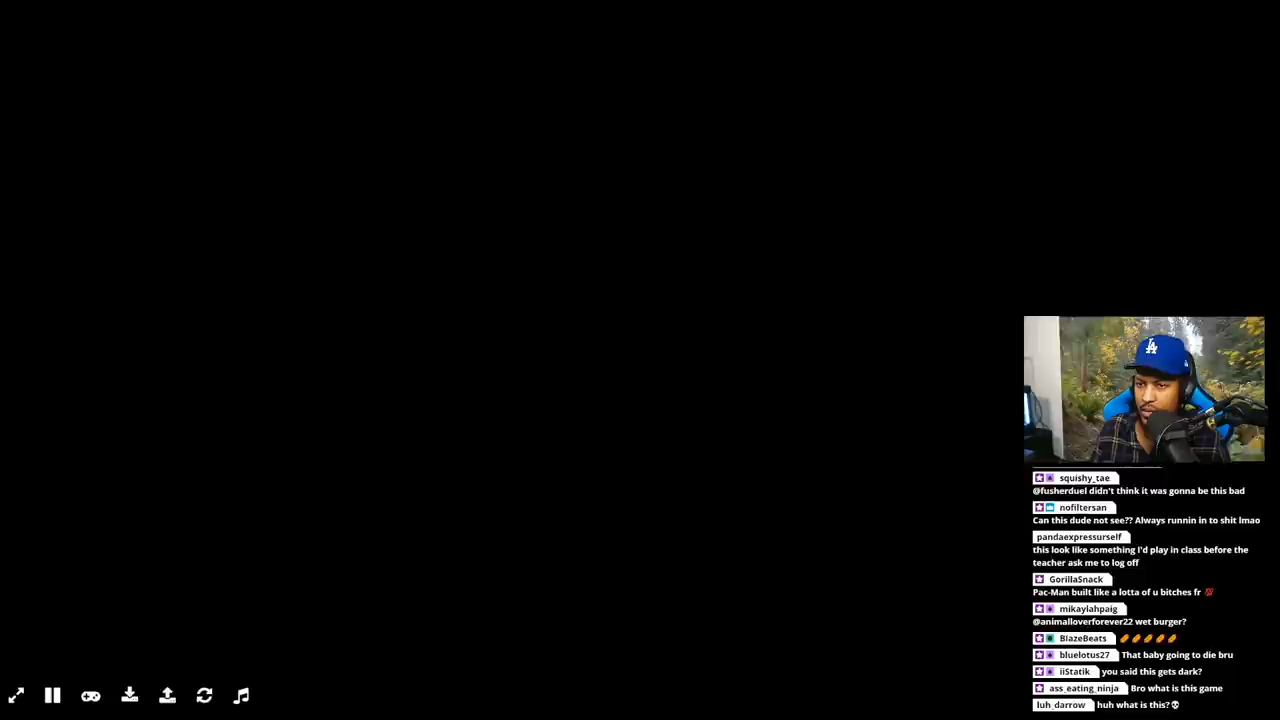 LA
squishy_tae
@fusherduel didn't think it was gonna be this bad
nofiltersan
Can this dude not see?? Always runnin in to shit lmao
pandaexpressurself
this look like something I'd play in class before the
teacher ask me to log off
GorillaSnack
Pac-Man built like a lotta of u bitches fr 💯
mikaylahpaig
@animalloverforever22 wet burger?
BlazeBeats 🥖🥖🥖🥖🥖
bluelotus27 That baby going to die bru
iiStatik you said this gets dark?
ass_eating_ninja Bro what is this game
luh_darrow huh what is this?💀